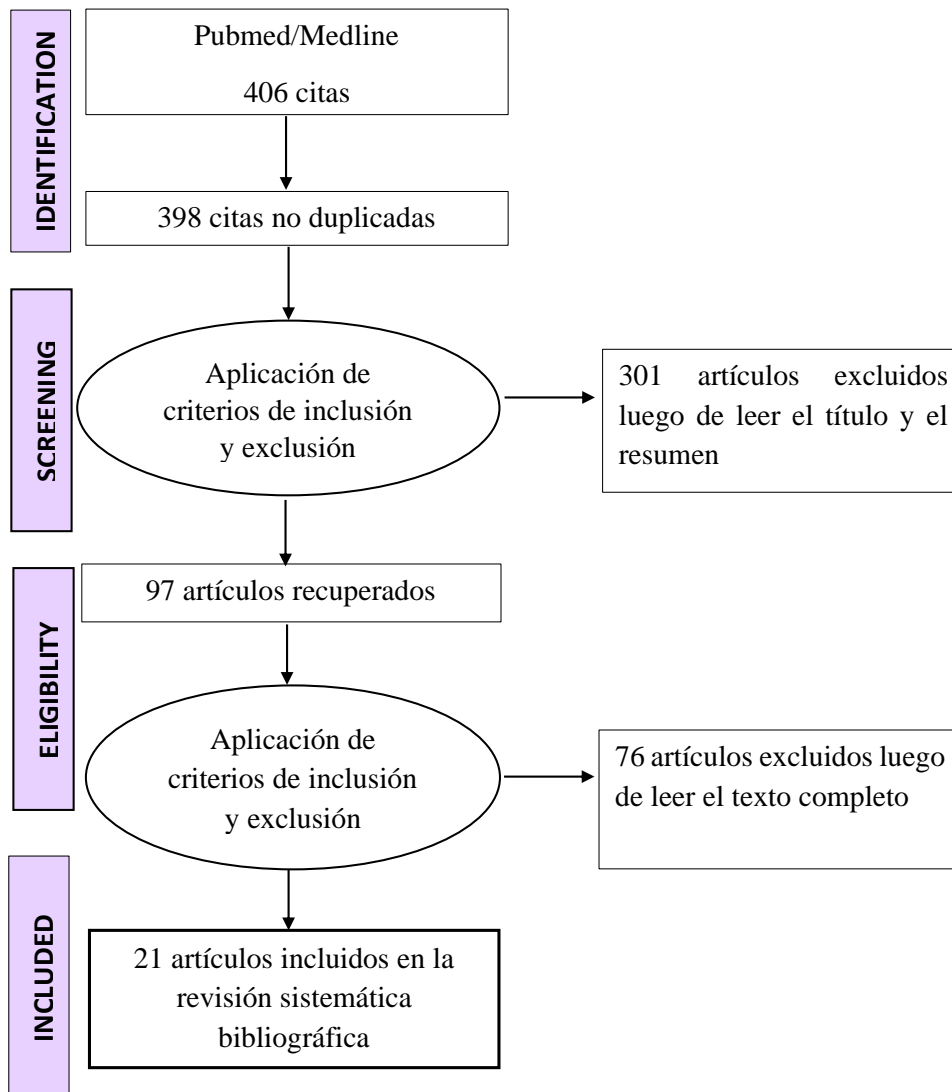 IDENTIFICATION
Pubmed/Medline
406 citas
398 citas no duplicadas
SCREENING
Aplicación de
criterios de inclusión
y exclusión
301 artículos excluidos
luego de leer el título y el
resumen
ELIGIBILITY
97 artículos recuperados
Aplicación de
criterios de inclusión
y exclusión
76 artículos excluidos luego
de leer el texto completo
INCLUDED
21 artículos incluidos en la
revisión sistemática
bibliográfica